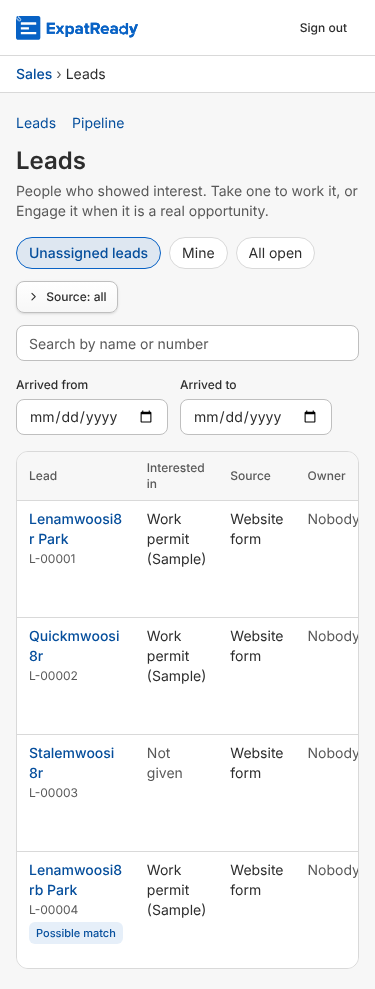 ExpatReady
Sign out
Sales › Leads
Leads Pipeline
Leads
People who showed interest. Take one to work it, or
Engage it when it is a real opportunity.
Unassigned leads Mine All open
Source: all
Search by name or number
Arrived from Arrived to
mm/dd/yyyy mm/dd/yyyy
Lead Interested in Source Owner
Lenamwoosi8
r Park
L-00001
Work
permit
(Sample)
Website
form
Nobody
Quickmwoosi
8r
L-00002
Work
permit
(Sample)
Website
form
Nobody
Stalemwoosi
8r
L-00003
Not
given
Website
form
Nobody
Lenamwoosi8
rb Park
L-00004
Possible match
Work
permit
(Sample)
Website
form
Nobody